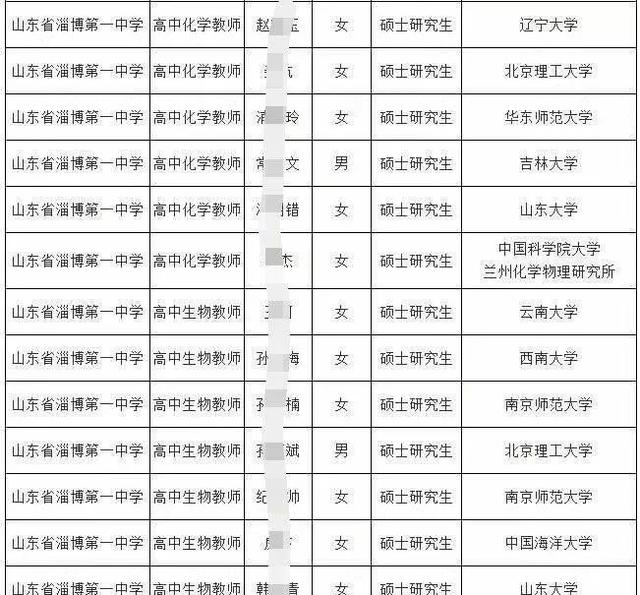 山东省淄博第一中学 高中化学教师 赵 玉 女 硕士研究生 辽宁大学
山东省淄博第一中学 高中化学教师 女 硕士研究生 北京理工大学
山东省淄博第一中学 高中化学教师 玲 女 硕士研究生 华东师范大学
山东省淄博第一中学 高中化学教师 常 文 男 硕士研究生 吉林大学
山东省淄博第一中学 高中化学教师 错 女 硕士研究生 山东大学
山东省淄博第一中学 高中化学教师 杰 女 硕士研究生 中国科学院大学
兰州化学物理研究所
山东省淄博第一中学 高中生物教师 女 硕士研究生 云南大学
山东省淄博第一中学 高中生物教师 孙 梅 女 硕士研究生 西南大学
山东省淄博第一中学 高中生物教师 楠 女 硕士研究生 南京师范大学
山东省淄博第一中学 高中生物教师 斌 男 硕士研究生 北京理工大学
山东省淄博第一中学 高中生物教师 纪 帅 女 硕士研究生 南京师范大学
山东省淄博第一中学 高中生物教师 女 硕士研究生 中国海洋大学
山东省淄博第一中学 高中生物教师 韩 青 女 硕士研究生 山东大学